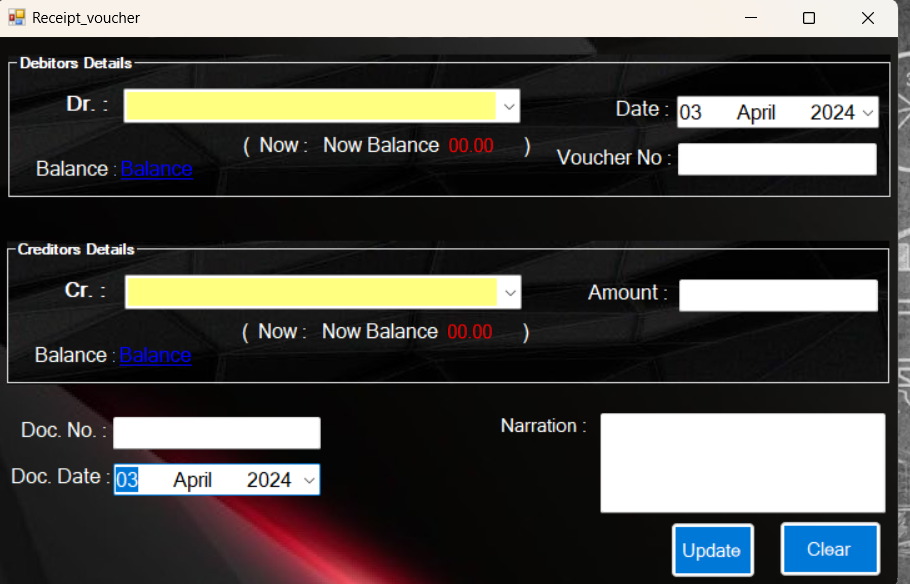 Receipt_voucher
Debitors Details
Dr. :
Date : 03 April 2024
( Now : Now Balance 00.00 )
Voucher No :
Balance : Balance
Creditors Details
Cr. :
Amount :
( Now : Now Balance 00.00 )
Balance : Balance
Doc. No. :
Narration :
Doc. Date : 03 April 2024
Update Clear